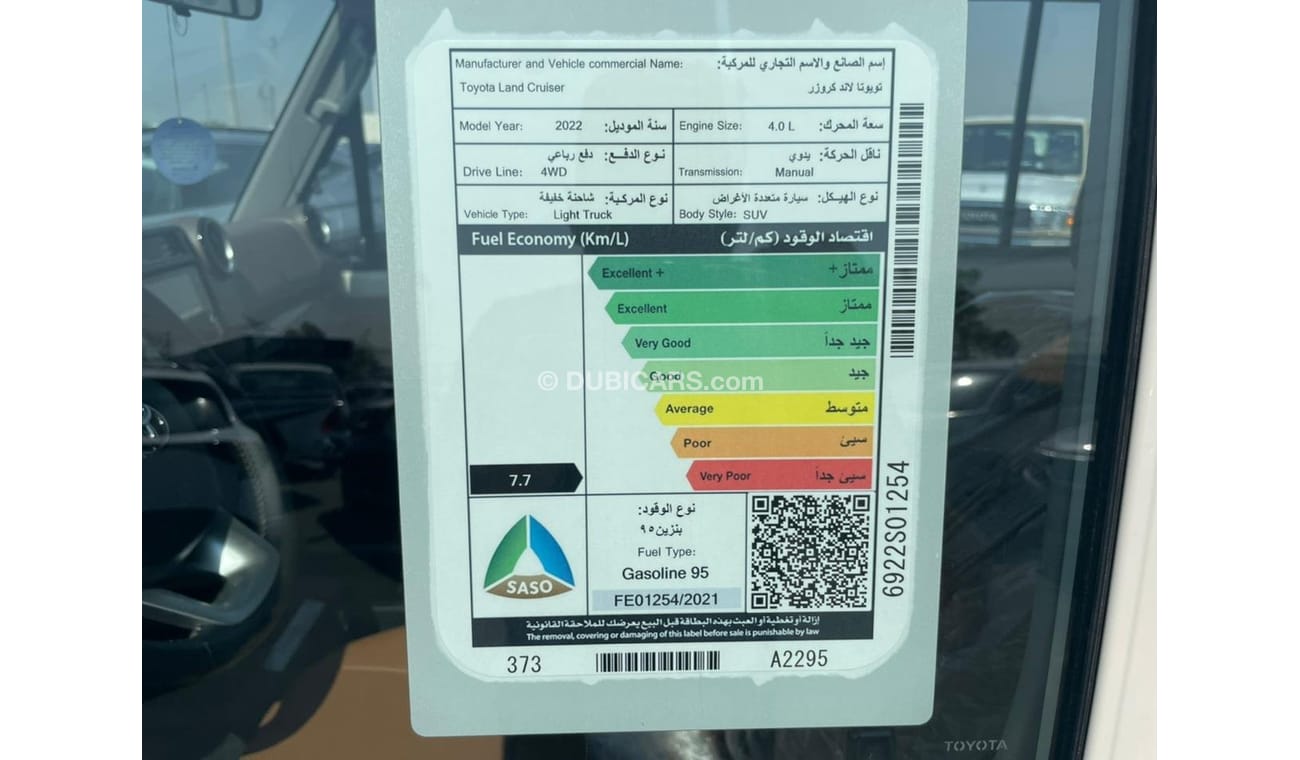 Manufacturer and Vehicle commercial Name: إسم الصانع والاسم التجاري للمركبة:
Toyota Land Cruiser تويوتا لاند كروزر
Model Year: 2022 سنة الموديل: Engine Size: 4.0 L سعة المحرك:
نوع الدفع: دفع رباعي ناقل الحركة: يدوي
Drive Line: 4WD Transmission: Manual
نوع المركبة: شاحنة خفيفة نوع الهيكل: سيارة متعددة الأغراض
Vehicle Type: Light Truck Body Style: SUV
Fuel Economy (Km/L) اقتصاد الوقود (كم/لتر)
Excellent + ممتاز+
Excellent ممتاز
Very Good جيد جداً
Good جيد
© DUBICARS.com
Average متوسط
Poor سيئ
Very Poor سيئ جداً
7.7
نوع الوقود:
بنزين ٩٥
Fuel Type:
Gasoline 95
FE01254/2021
SASO
6922S01254
إزالة أو تغطية أو العبث بهذه البطاقة قبل البيع يعرضك للملاحقة القانونية
The removal, covering or damaging of this label before sale is punishable by law
373 A2295
TOYOTA
TOYOTA